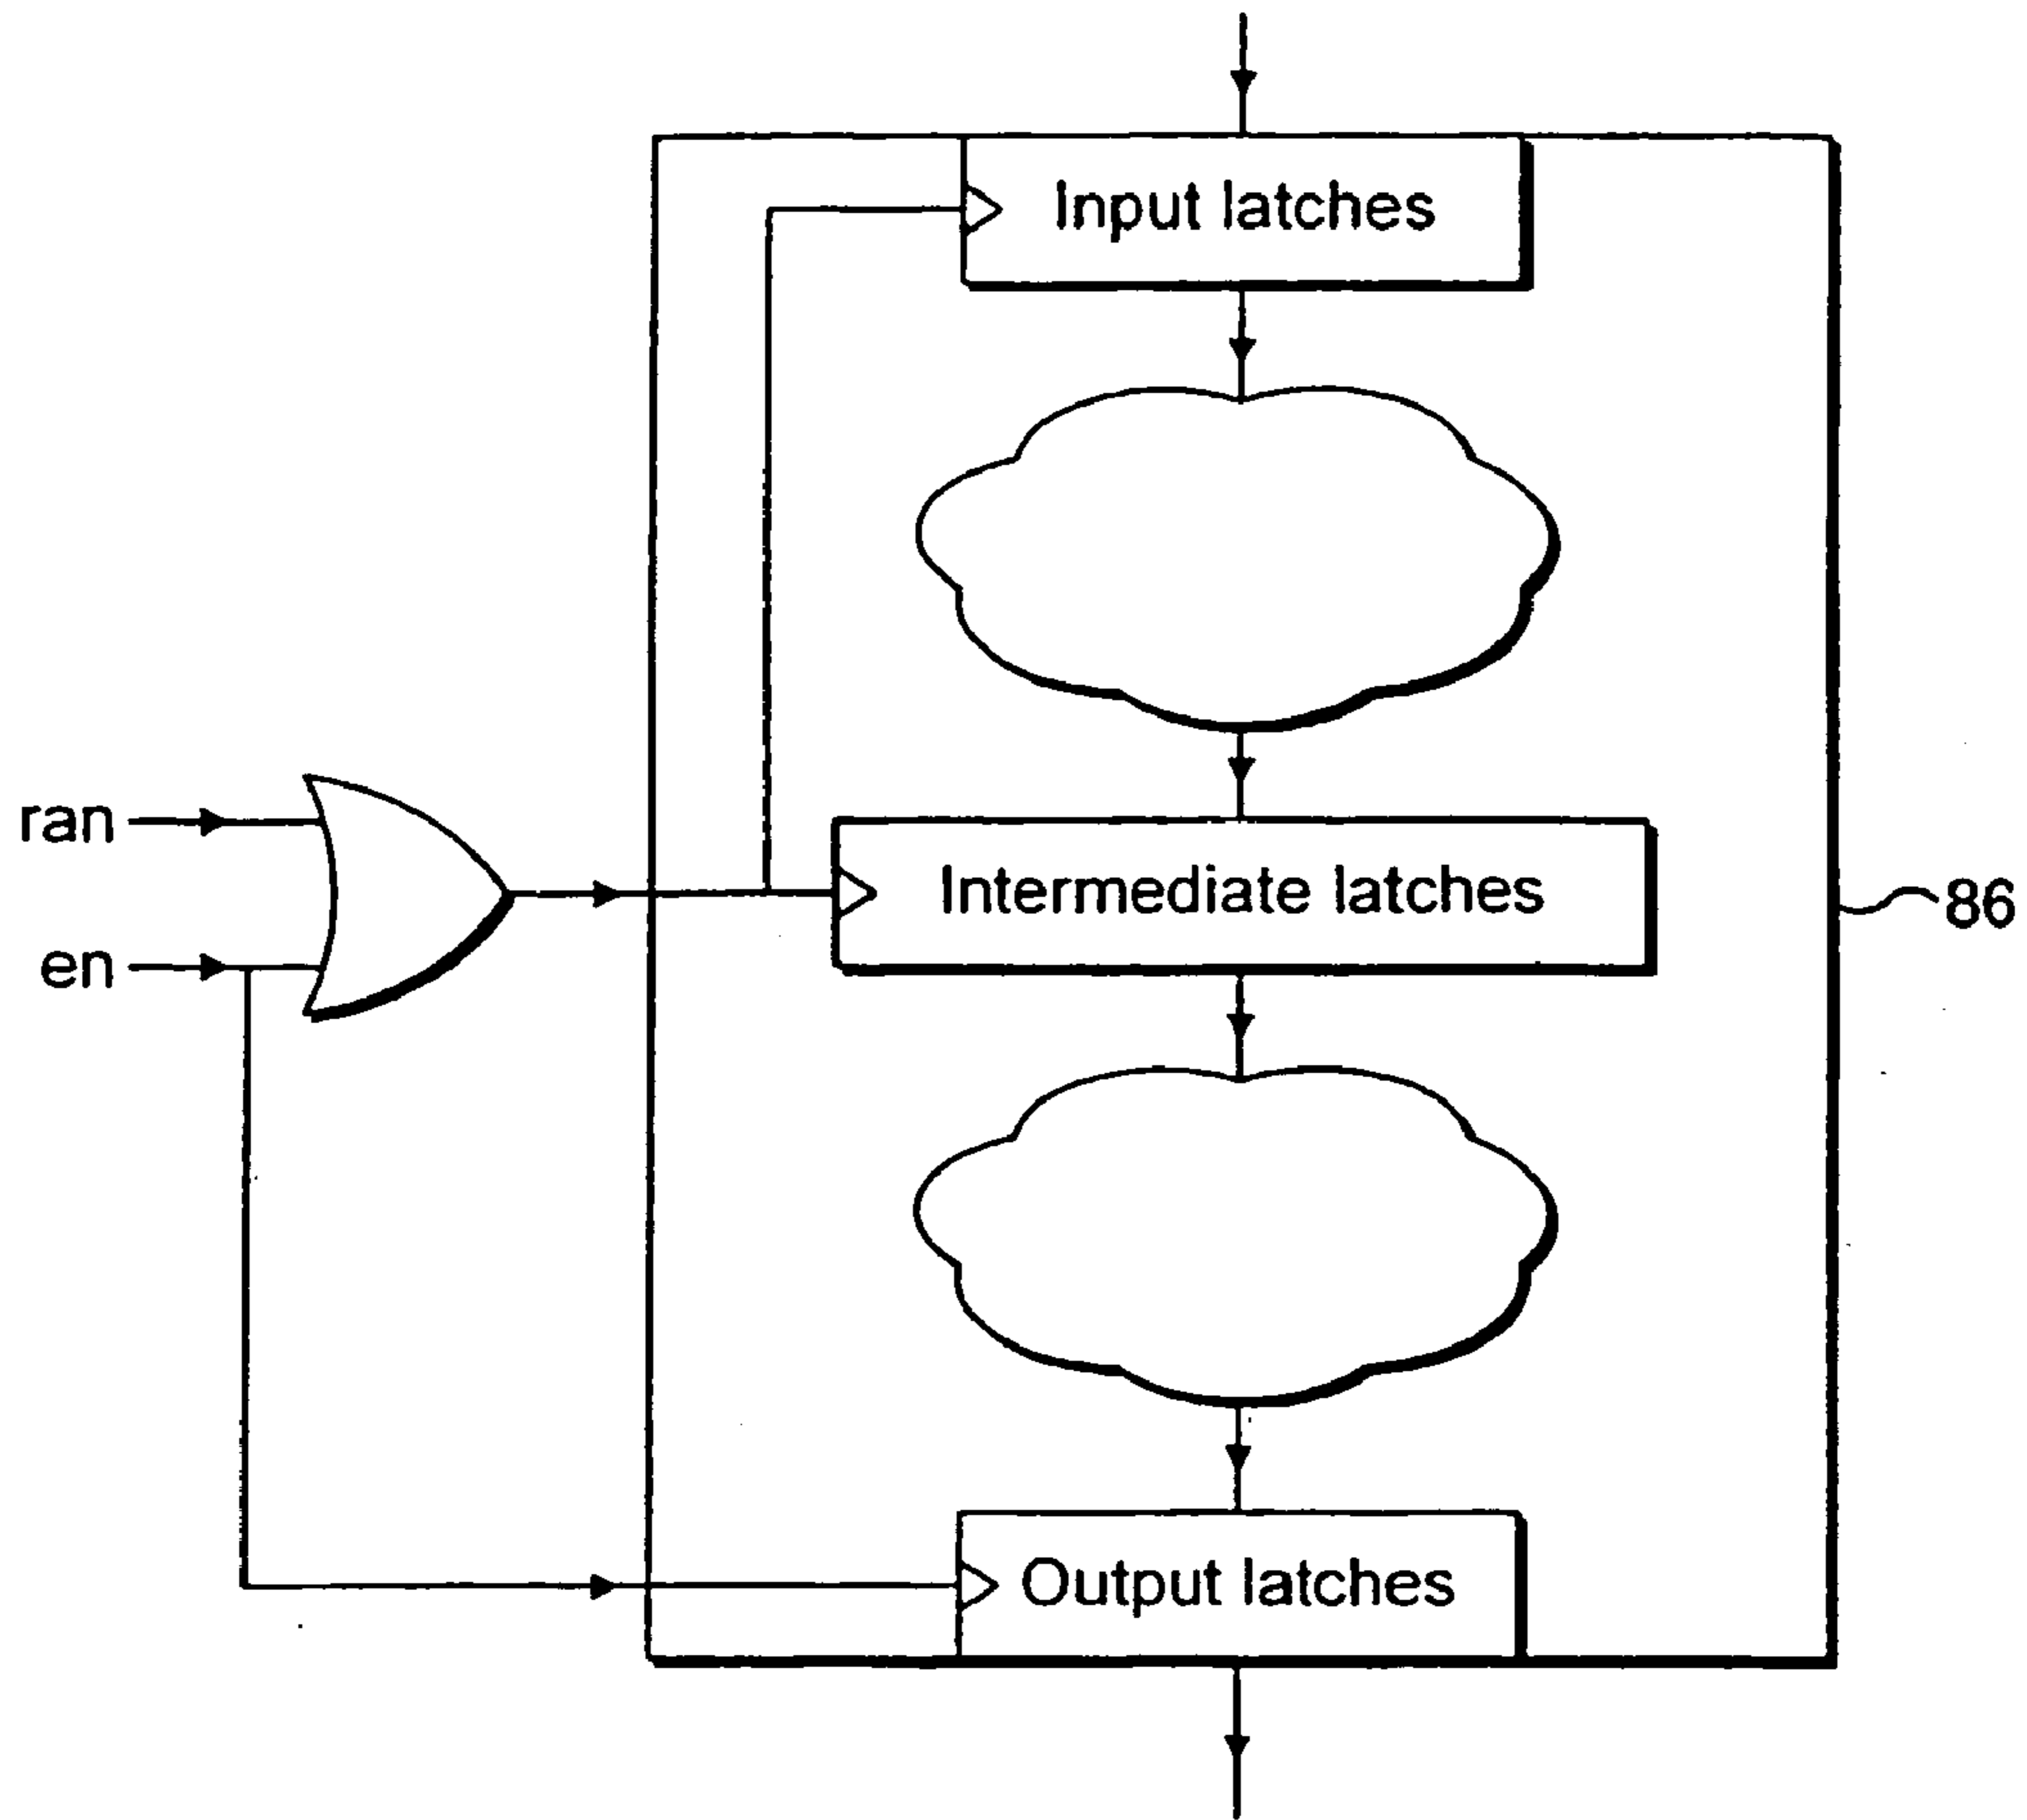 Input latches
ran
Intermediate latches
86
en
Output latches